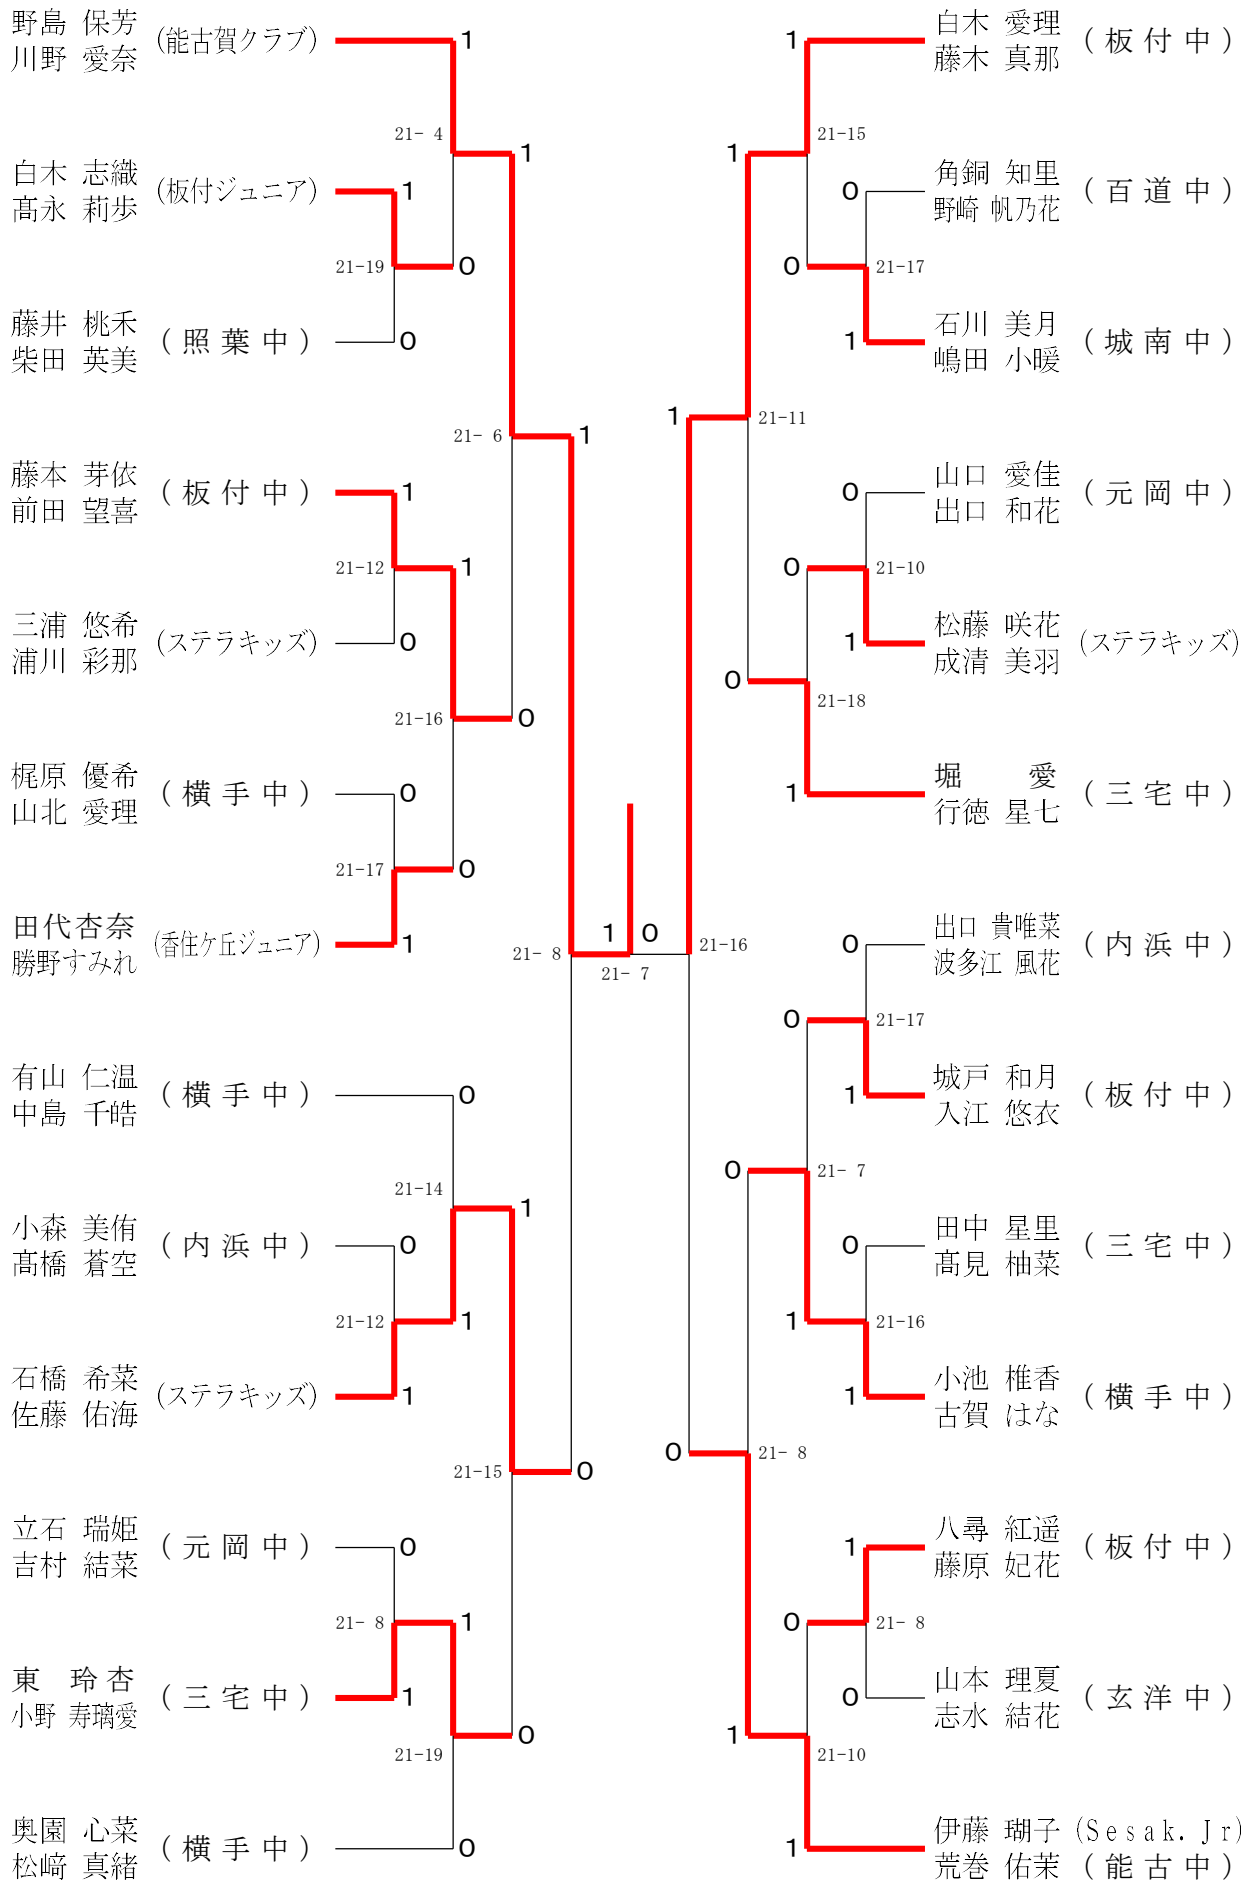 野島 保芳
川野 愛奈
(能古賀クラブ)
1
21- 4
1
白木 志織
髙永 莉歩
(板付ジュニア)
1
21-19
0
藤井 桃禾
柴田 英美
(照葉中)
0
21- 6
1
藤本 芽依
前田 望喜
(板付中)
1
21-12
1
三浦 悠希
浦川 彩那
(ステラキッズ)
0
21-16
0
梶原 優希
山北 愛理
(横手中)
0
21-17
0
田代杏奈
勝野すみれ
(香住ケ丘ジュニア)
1
21- 8
1
0
21- 7
21-16
有山 仁温
中島 千皓
(横手中)
0
21-14
1
小森 美侑
髙橋 蒼空
(内浜中)
0
21-12
1
石橋 希菜
佐藤 佑海
(ステラキッズ)
1
21-15
0
立石 瑞姫
吉村 結菜
(元岡中)
0
21- 8
1
東 玲杏
小野 寿璃愛
(三宅中)
1
21-19
0
奥園 心菜
松﨑 真緒
(横手中)
0
1
白木 愛理
藤木 真那
(板付中)
21-15
1
0
角銅 知里
野崎 帆乃花
(百道中)
0
21-17
1
石川 美月
嶋田 小暖
(城南中)
1
21-11
0
山口 愛佳
出口 和花
(元岡中)
0
21-10
1
松藤 咲花
成清 美羽
(ステラキッズ)
0
21-18
1
堀 愛
行徳 星七
(三宅中)
0
出口 貴唯菜
波多江 風花
(内浜中)
0
21-17
1
城戸 和月
入江 悠衣
(板付中)
0
21- 7
0
田中 星里
髙見 柚菜
(三宅中)
1
21-16
1
小池 椎香
古賀 はな
(横手中)
0
21- 8
1
八尋 紅遥
藤原 妃花
(板付中)
0
21- 8
0
山本 理夏
志水 結花
(玄洋中)
1
21-10
1
伊藤 瑚子 (Sesak. Jr)
荒巻 佑茉 (能古中)